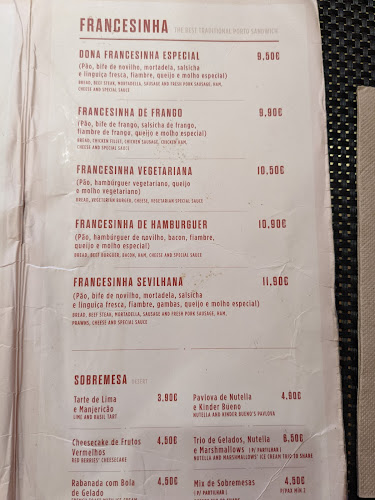 FRANCESINHA THE BEST TRADITIONAL PORTO SANDWICH
DONA FRANCESINHA ESPECIAL 9,50€
(Pão, bife de novilho, mortadela, salsicha
e linguiça fresca, fiambre, queijo e molho especial)
BREAD, BEEF STEAK, MORTADELLA, SAUSAGE AND FRESH PORK SAUSAGE, HAM,
CHEESE AND SPECIAL SAUCE
FRANCESINHA DE FRANGO 9,90€
(Pão, bife de frango, salsicha de frango,
fiambre de frango, queijo e molho especial)
BREAD, CHICKEN FILLET, CHICKEN SAUSAGE, CHICKEN HAM,
CHEESE AND SPECIAL SAUCE
FRANCESINHA VEGETARIANA 10,50€
(Pão, hambúrguer vegetariano, queijo
e molho vegetariano)
BREAD, VEGETARIAN BURGER, CHEESE, VEGETARIAN SPECIAL SAUCE
FRANCESINHA DE HAMBURGUER 10,90€
(Pão, hambúrguer de novilho, bacon, fiambre,
queijo e molho especial)
BREAD, BEEF BURGER, BACON, HAM, CHEESE AND SPECIAL SAUCE
FRANCESINHA SEVILHANA 11,90€
(Pão, bife de novilho, mortadela, salsicha
e linguiça fresca, fiambre, gambas, queijo e molho especial)
BREAD, BEEF STEAK, MORTADELLA, SAUSAGE AND FRESH PORK SAUSAGE, HAM,
PRAWNS, CHEESE AND SPECIAL SAUCE
SOBREMESA
Tarte de Lima 3,90€
e Manjericão
LIME AND BASIL TART
Pavlova de Nutella 4,90€
e Kinder Bueno
NUTELLA AND KINDER BUENO'S PAVLOVA
Cheesecake de Frutos 4,50€
Vermelhos
RED BERRIES' CHEESECAKE
Trio de Gelados, Nutella 6,50€
e Marshmallows (P/ PARTILHAR)
NUTELLA AND MARSHMALLOWS' ICE CREAM TRIO TO SHARE
Rabanada com Bola 4,50€
de Gelado
Mix de Sobremesas 4,50€
(P/ PARTILHAR)